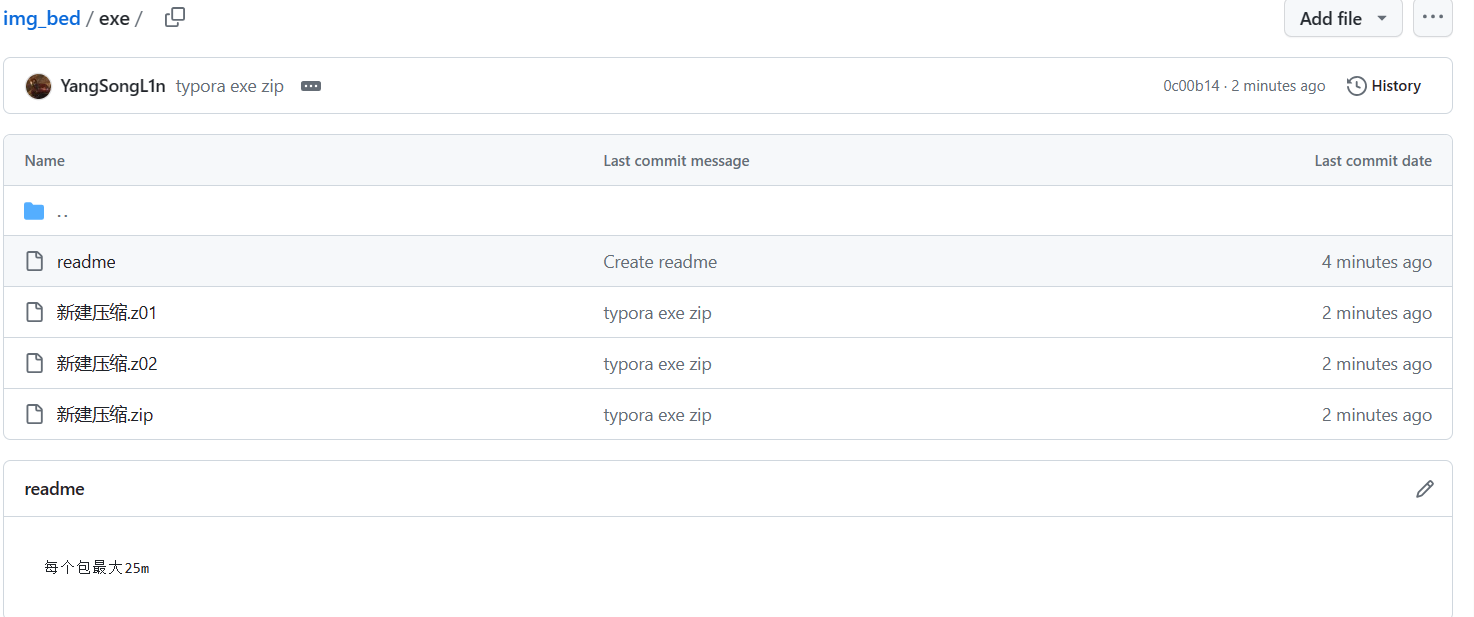 img_bed / exe /
Add file
YangSongL1n typora exe zip
0c00b14 · 2 minutes ago
History
Name Last commit message Last commit date
..
readme Create readme 4 minutes ago
新建压缩.z01 typora exe zip 2 minutes ago
新建压缩.z02 typora exe zip 2 minutes ago
新建压缩.zip typora exe zip 2 minutes ago
readme
每个包最大25m